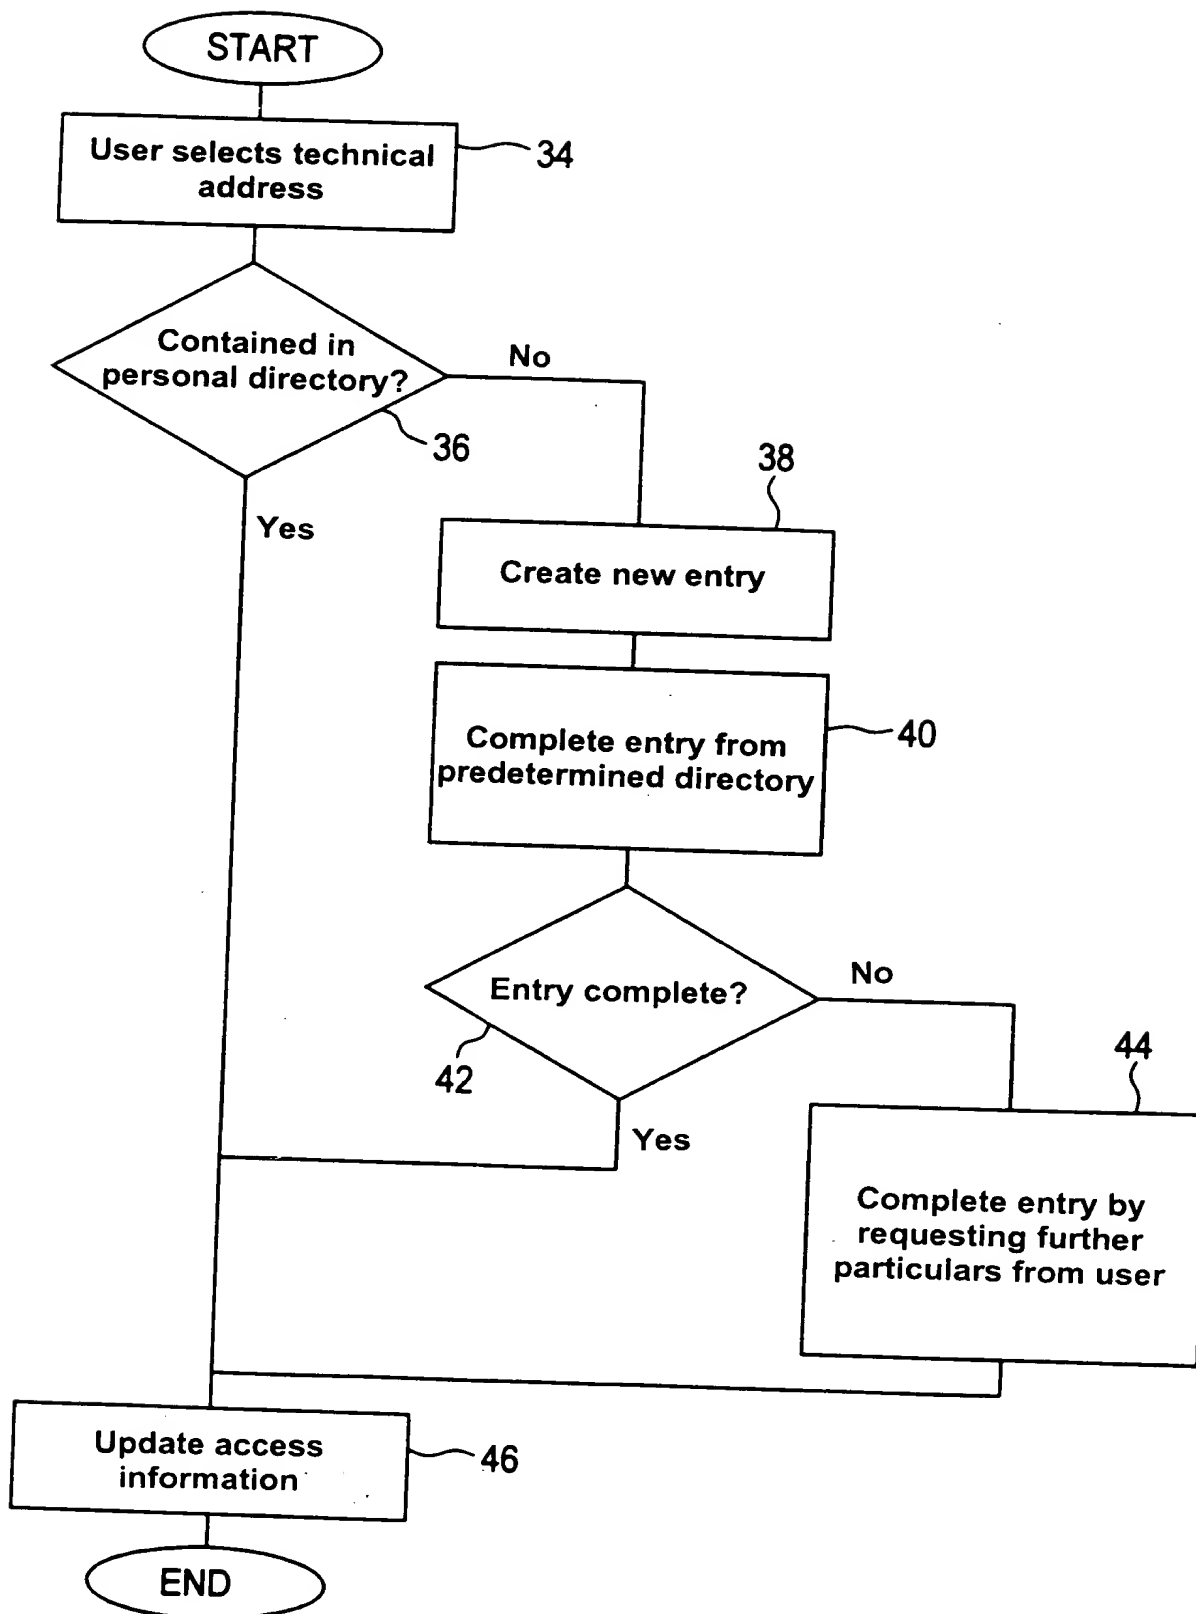 START
User selects technical
address
34
Contained in
personal directory?
No
36
Yes
38
Create new entry
Complete entry from
predetermined directory
40
Entry complete?
No
42
Yes
44
Complete entry by
requesting further
particulars from user
Update access
information
46
END